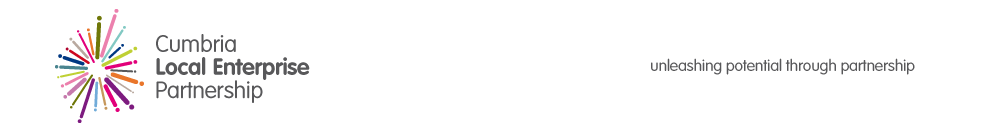 Cumbria
Local Enterprise
Partnership
unleashing potential through partnership